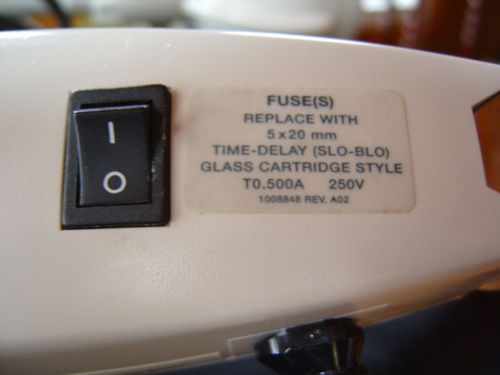 I
O
FUSE(S)
REPLACE WITH
5 x 20 mm
TIME-DELAY (SLO-BLO)
GLASS CARTRIDGE STYLE
T0.500A 250V
1008848 REV. A02